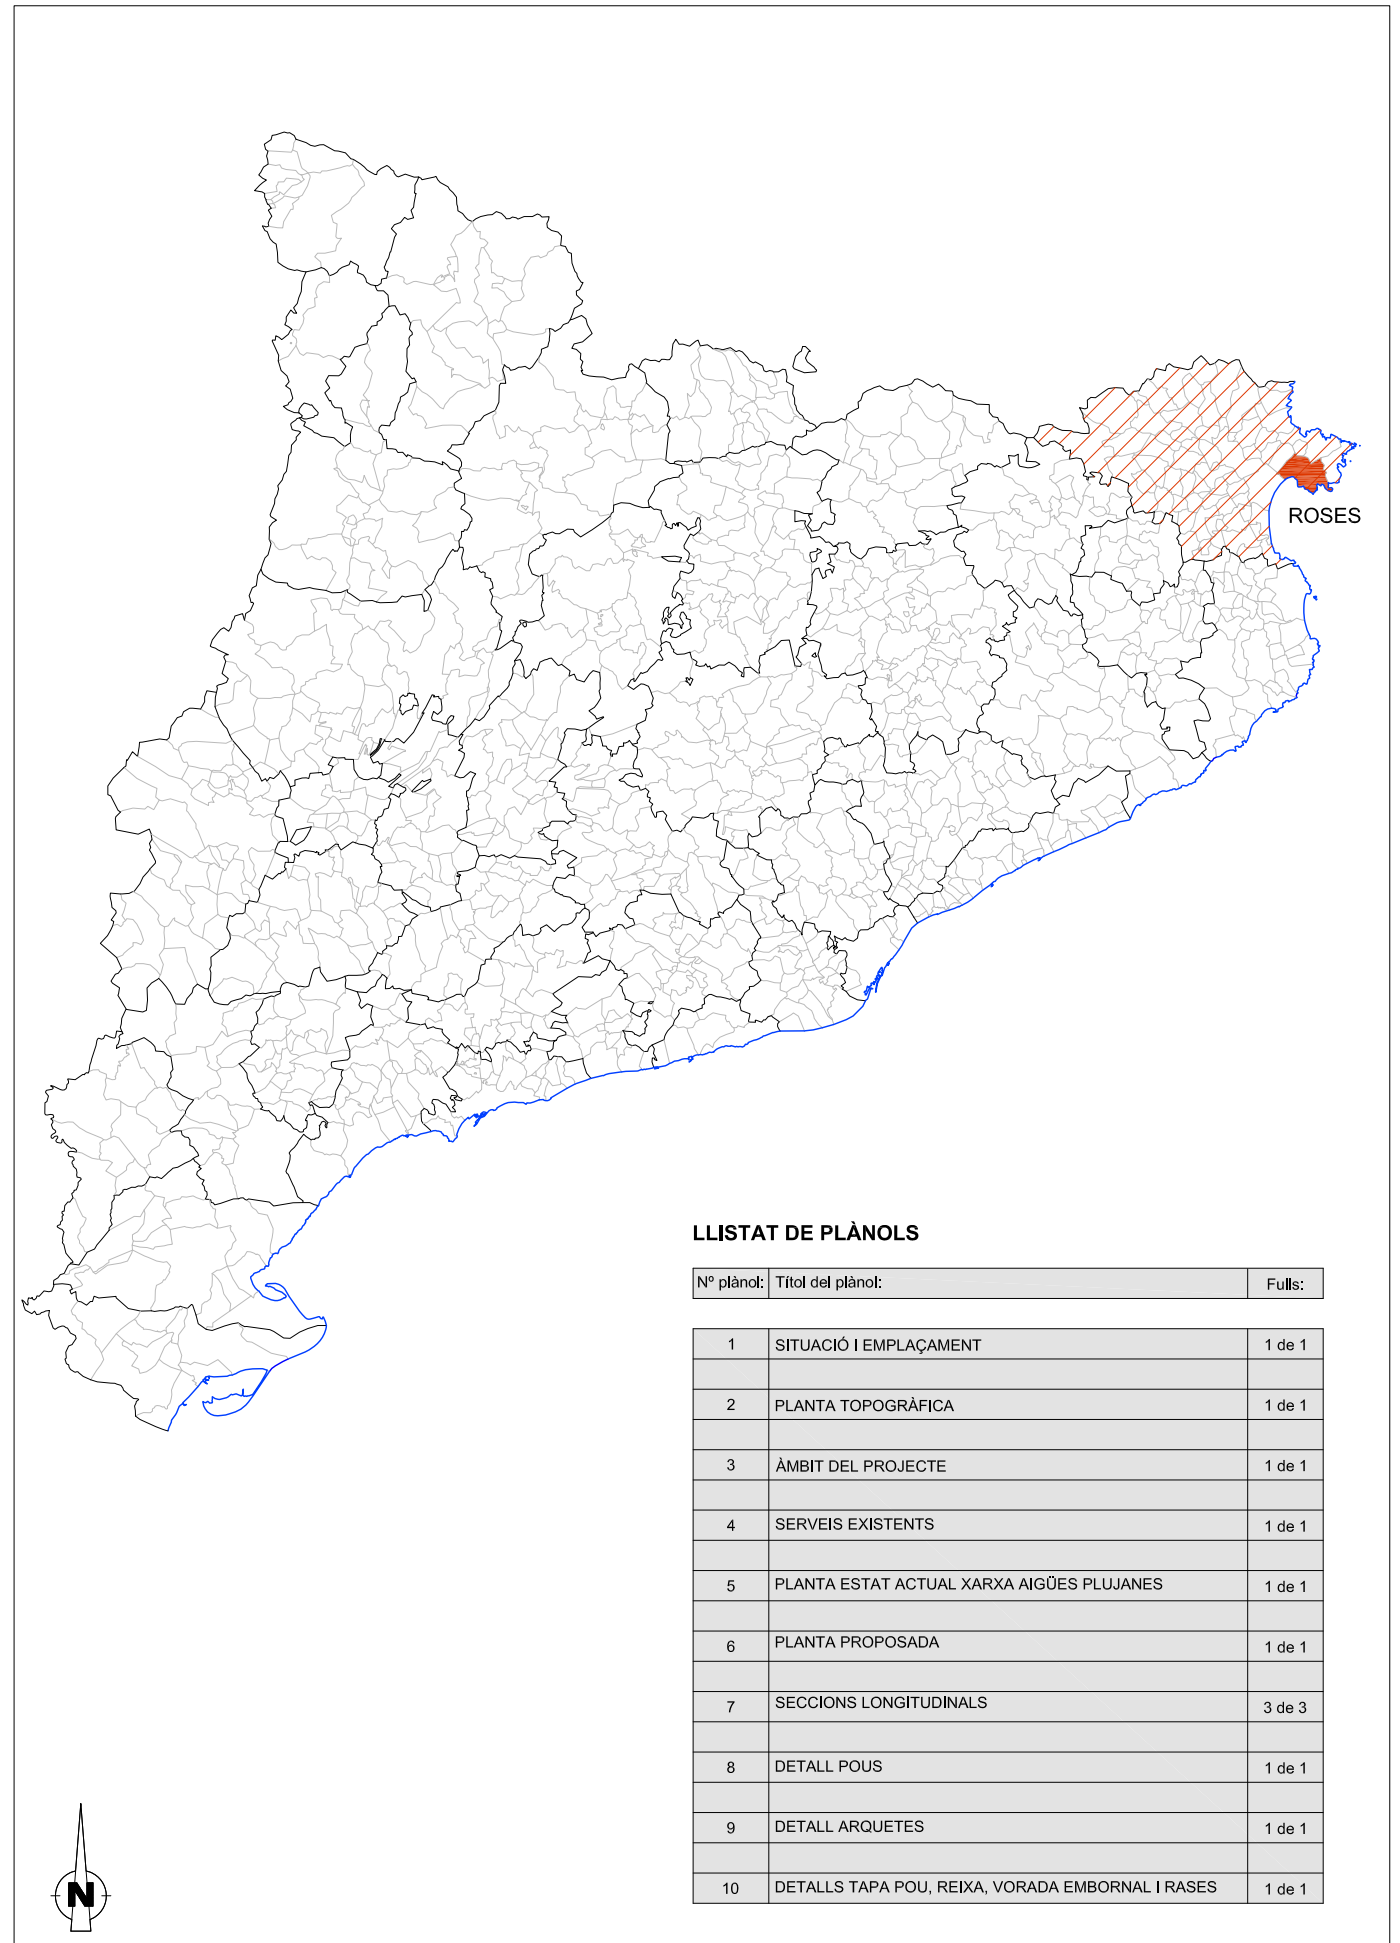 ROSES
LLISTAT DE PLÀNOLS
Nº plànol: Títol del plànol: Fulls:
1 SITUACIÓ I EMPLAÇAMENT 1 de 1
2 PLANTA TOPOGRÀFICA 1 de 1
3 ÀMBIT DEL PROJECTE 1 de 1
4 SERVEIS EXISTENTS 1 de 1
5 PLANTA ESTAT ACTUAL XARXA AIGÜES PLUJANES 1 de 1
6 PLANTA PROPOSADA 1 de 1
7 SECCIONS LONGITUDINALS 3 de 3
8 DETALL POUS 1 de 1
9 DETALL ARQUETES 1 de 1
10 DETALLS TAPA POU, REIXA, VORADA EMBORNAL I RASES 1 de 1
N